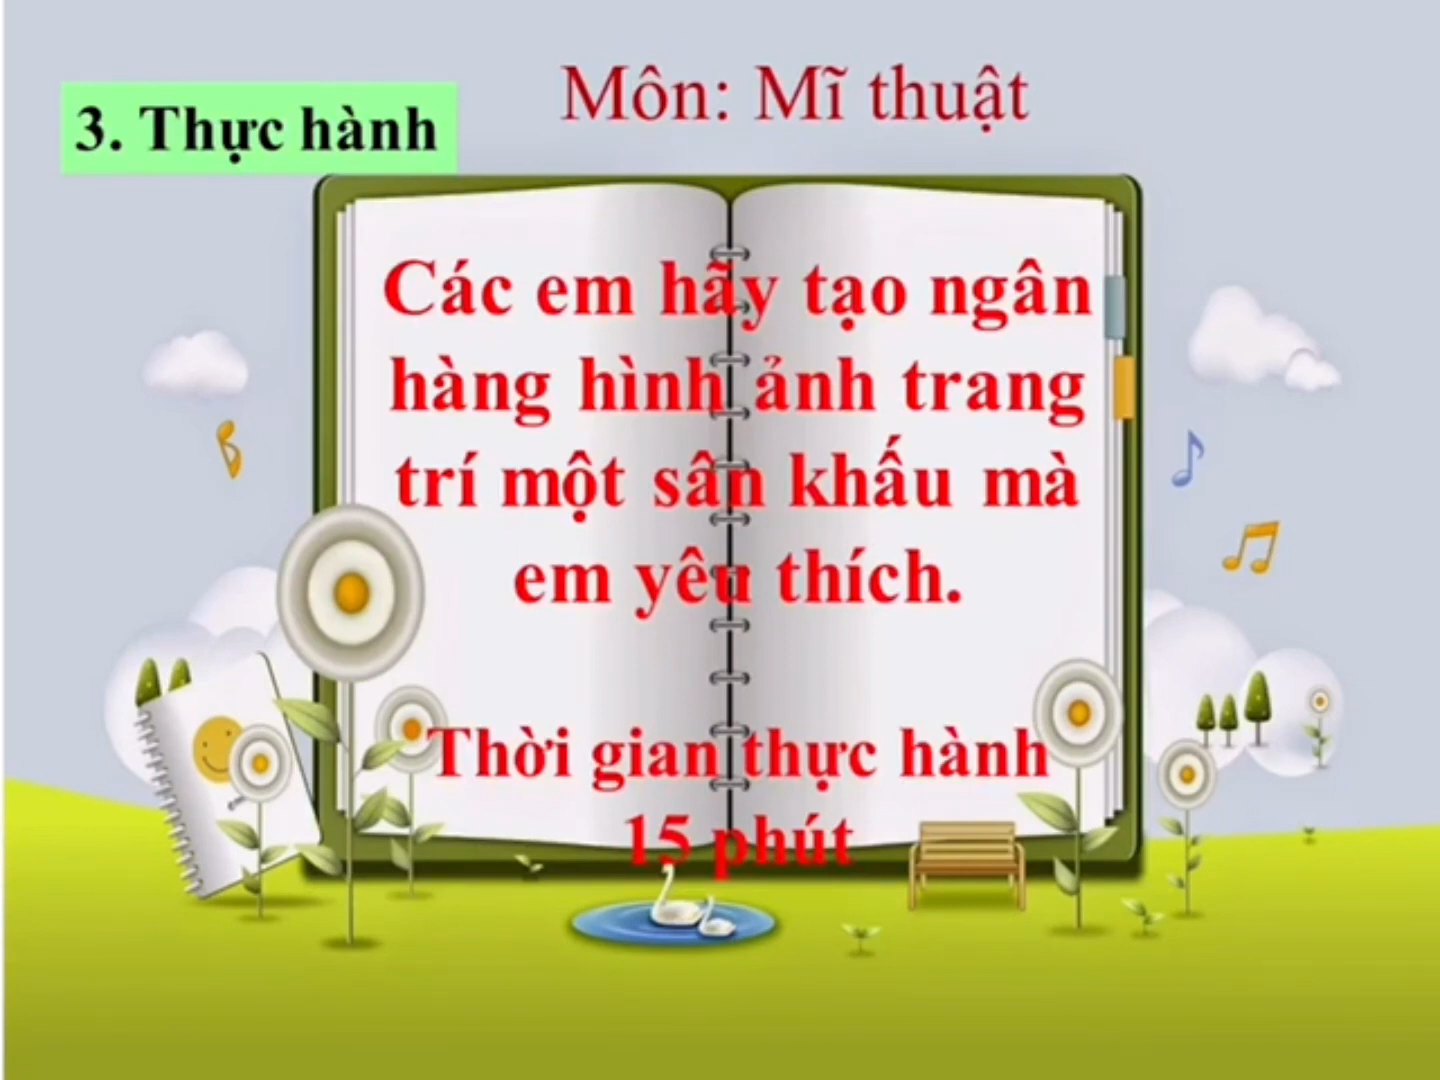 Môn: Mĩ thuật
3. Thực hành
Các em hãy tạo ngân
hàng hình ảnh trang
trí một sân khấu mà
em yêu thích.
Thời gian thực hành
15 phút